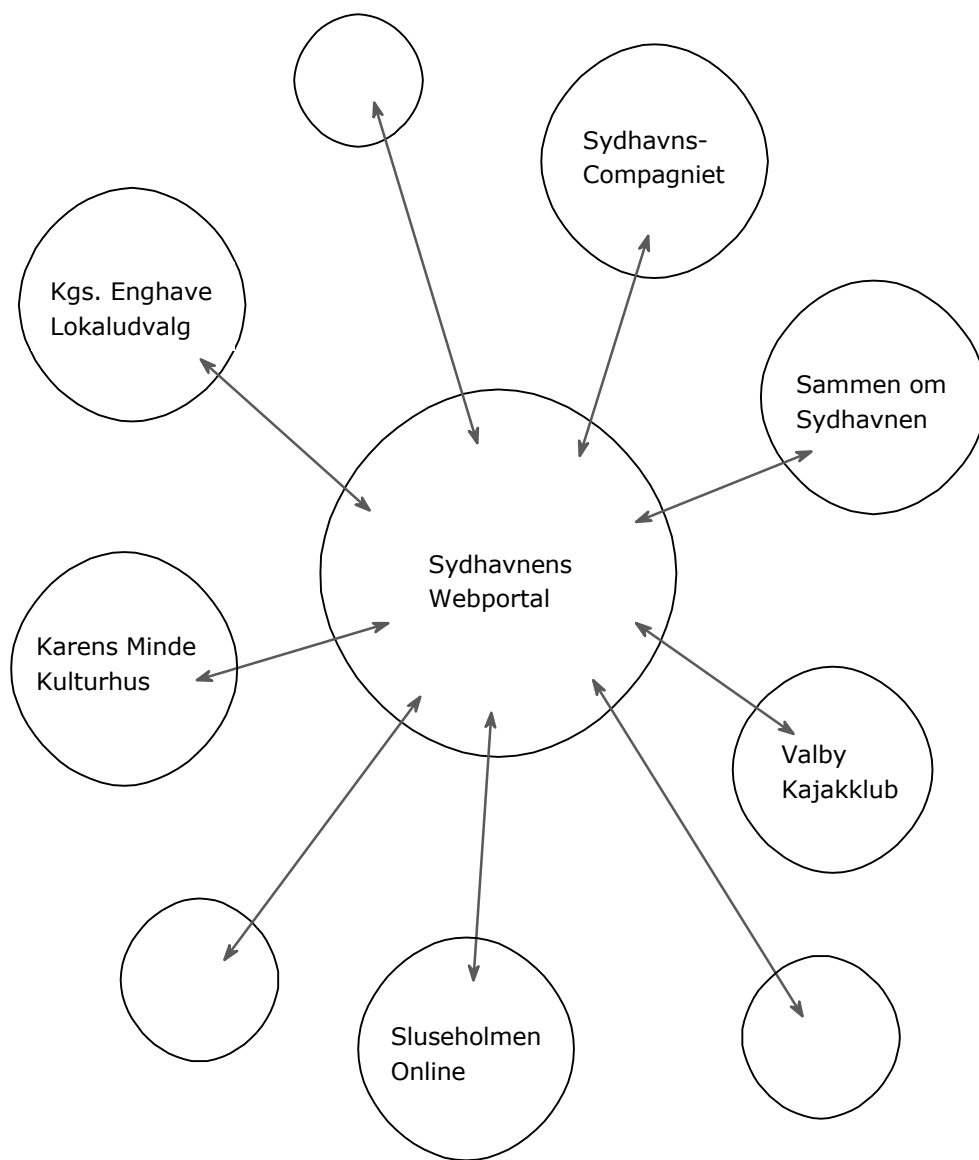 Sydhavns-
Compagniet
Kgs. Enghave
Lokaludvalg
Sammen om
Sydhavnen
Sydhavnens
Webportal
Karens Minde
Kulturhus
Valby
Kajakklub
Sluseholmen
Online